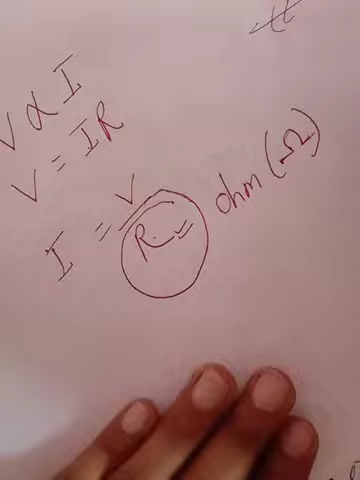 V ∝ I
V = IR
I = V/R = ohm (Ω)